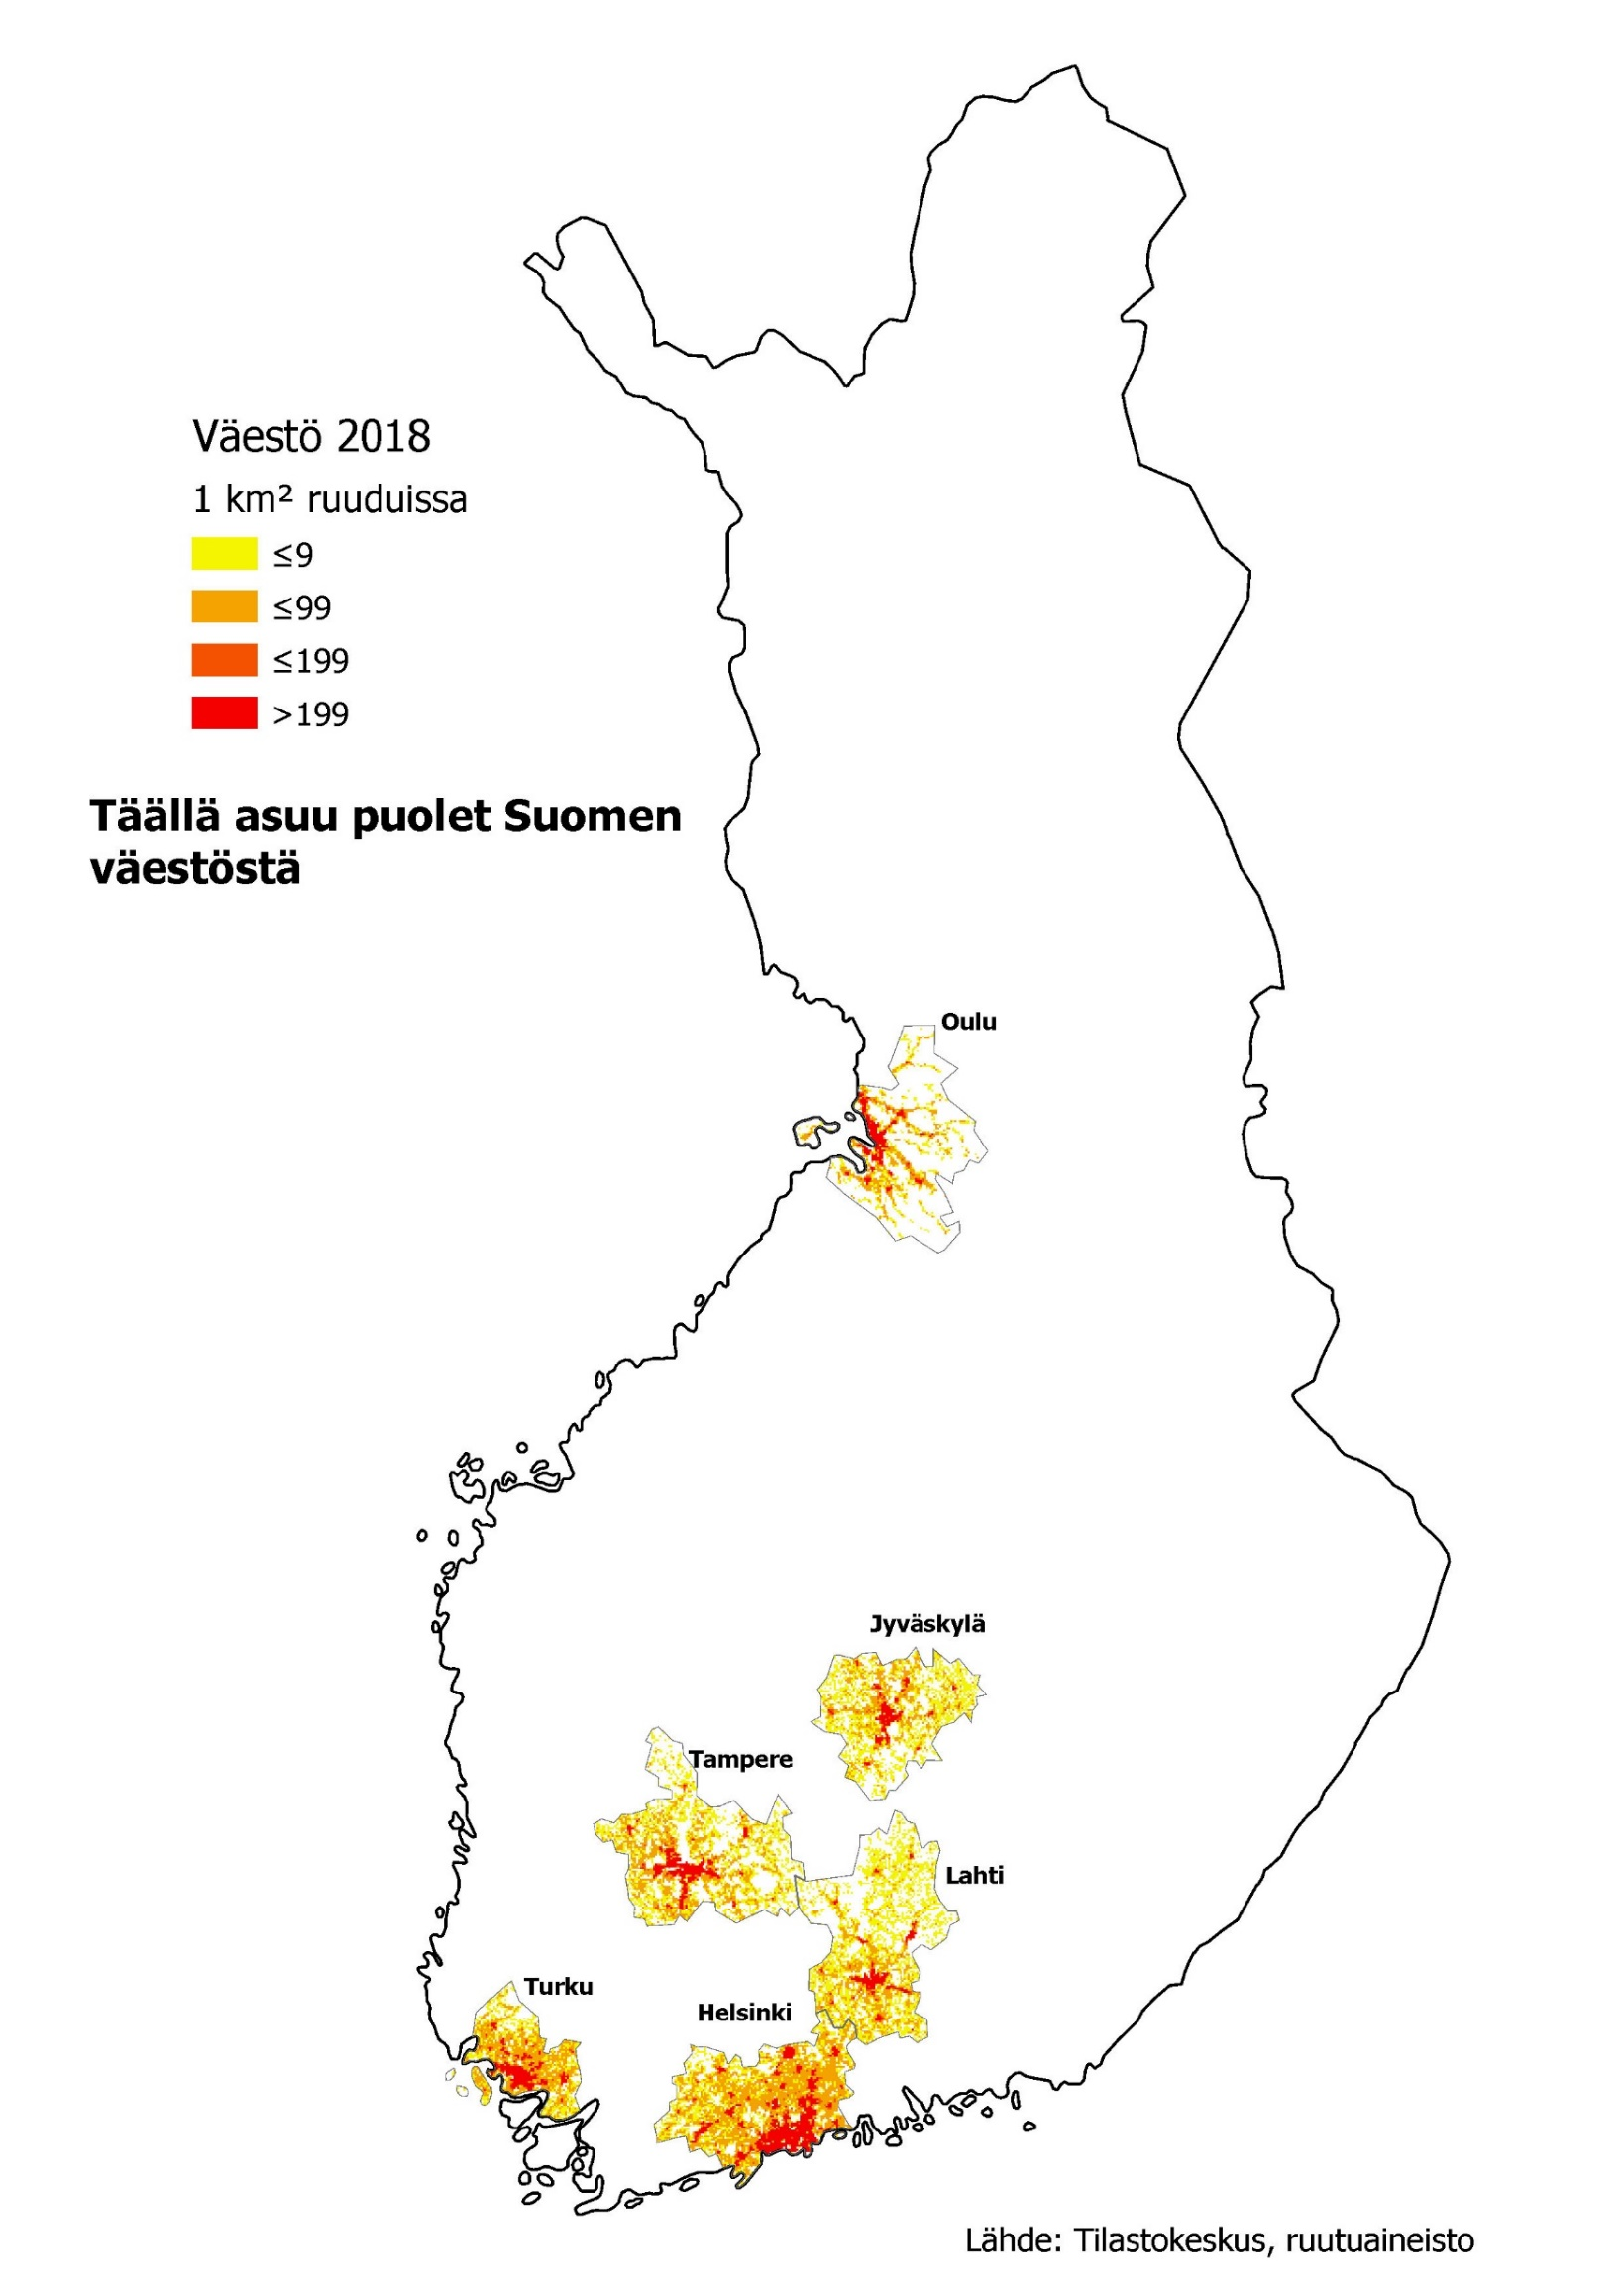 Väestö 2018
1 km² ruuduissa
≤9
≤99
≤199
>199
Täällä asuu puolet Suomen
väestöstä
Oulu
Jyväskylä
Tampere
Lahti
Turku
Helsinki
Lähde: Tilastokeskus, ruutuaineisto